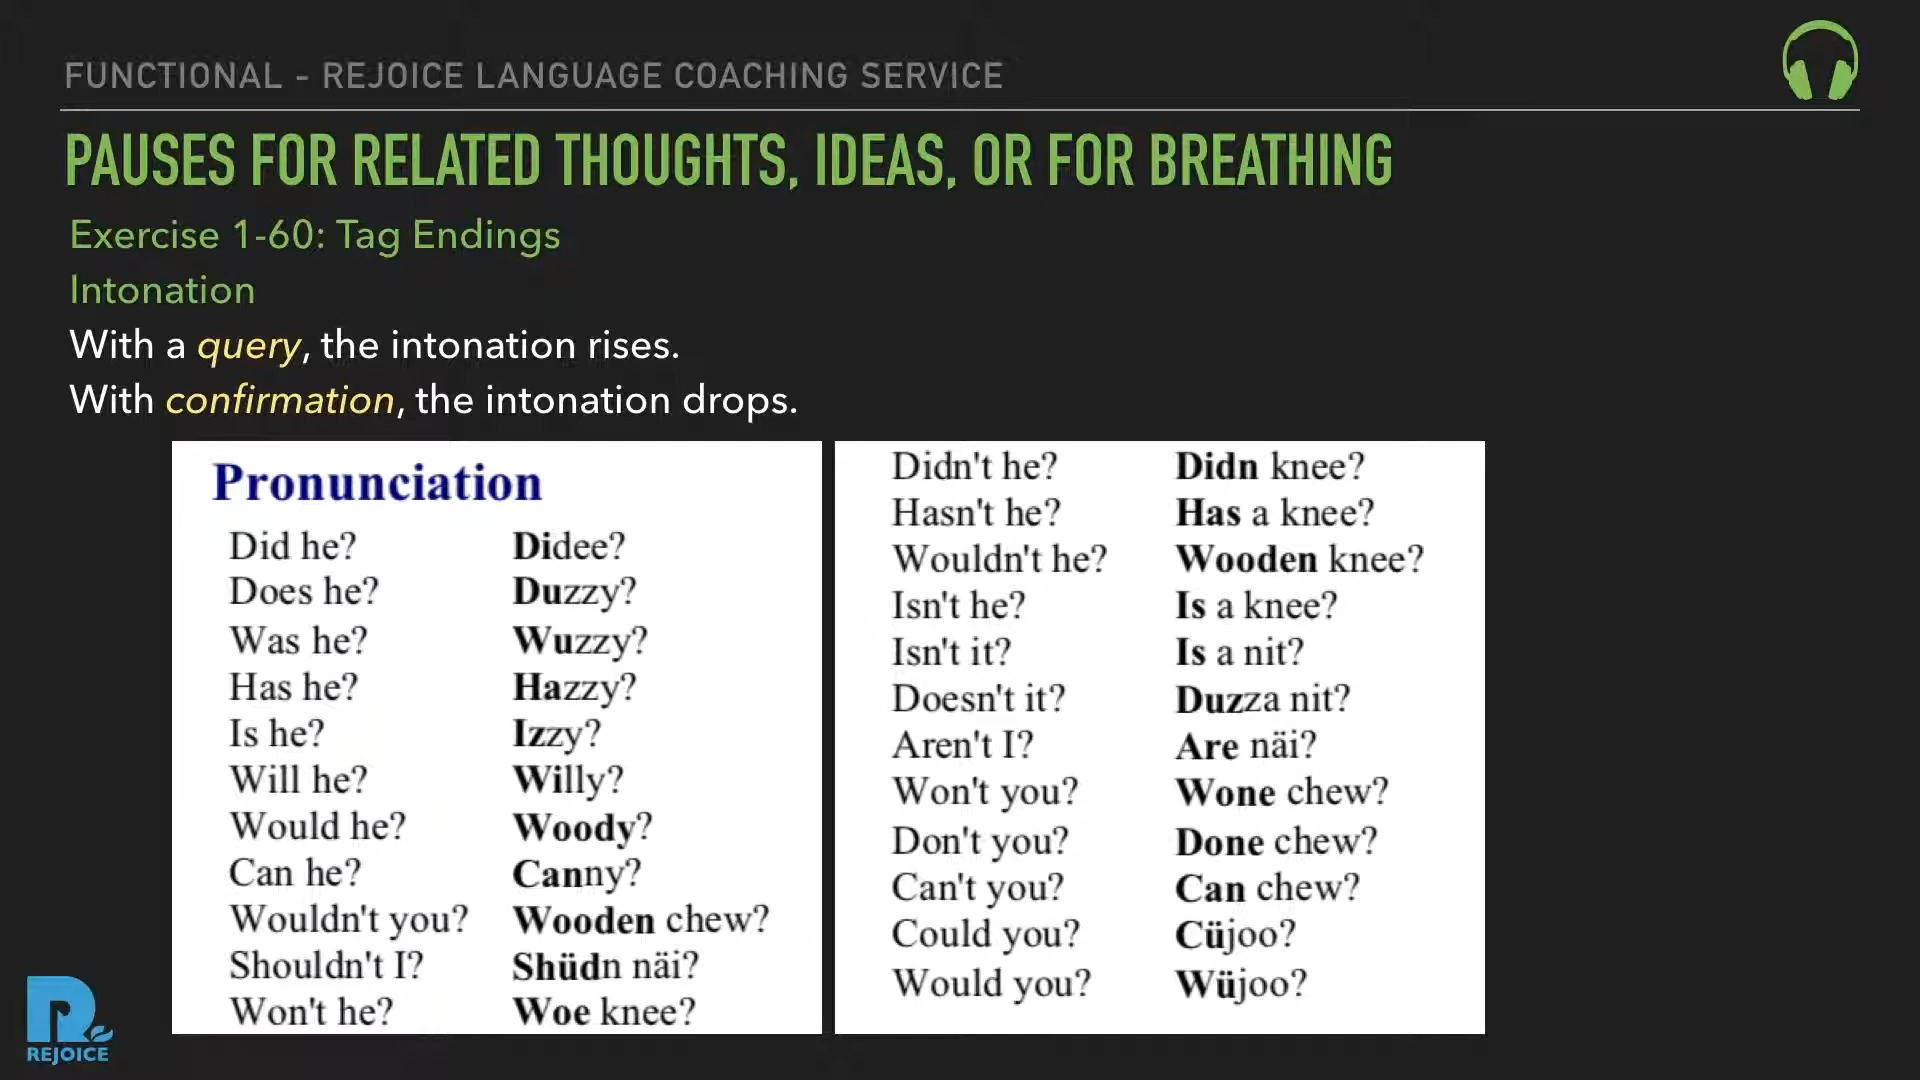 FUNCTIONAL - REJOICE LANGUAGE COACHING SERVICE
PAUSES FOR RELATED THOUGHTS, IDEAS, OR FOR BREATHING
Exercise 1-60: Tag Endings
Intonation
With a query, the intonation rises.
With confirmation, the intonation drops.
Pronunciation
Did he? Didee?
Does he? Duzzy?
Was he? Wuzzy?
Has he? Hazzy?
Is he? Izzy?
Will he? Willy?
Would he? Woody?
Can he? Canny?
Wouldn't you? Wooden chew?
Shouldn't I? Shüdn näi?
Won't he? Woe knee?
Didn't he? Didn knee?
Hasn't he? Has a knee?
Wouldn't he? Wooden knee?
Isn't he? Is a knee?
Isn't it? Is a nit?
Doesn't it? Duzza nit?
Aren't I? Are näi?
Won't you? Wone chew?
Don't you? Done chew?
Can't you? Can chew?
Could you? Cüjoo?
Would you? Wüjoo?
REJOICE